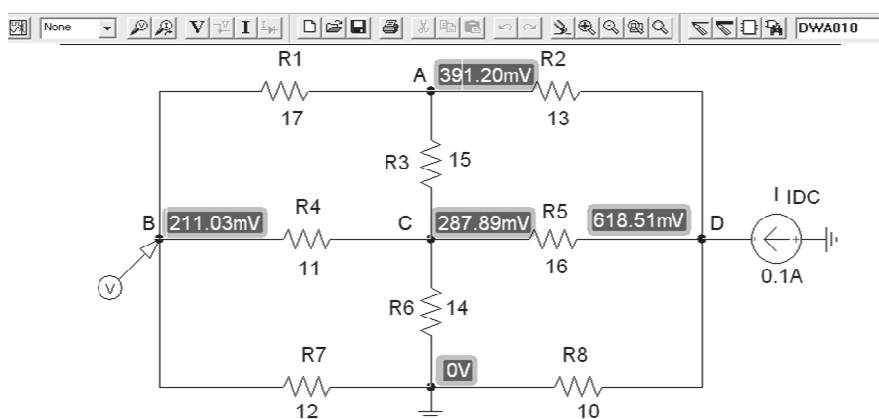 None V I DWA010
R1 A 391.20mV R2
17 13
R3 15
I IDC
B 211.03mV R4 C 287.89mV R5 618.51mV D
11 16 0.1A
V R6 14
R7 0V R8
12 10